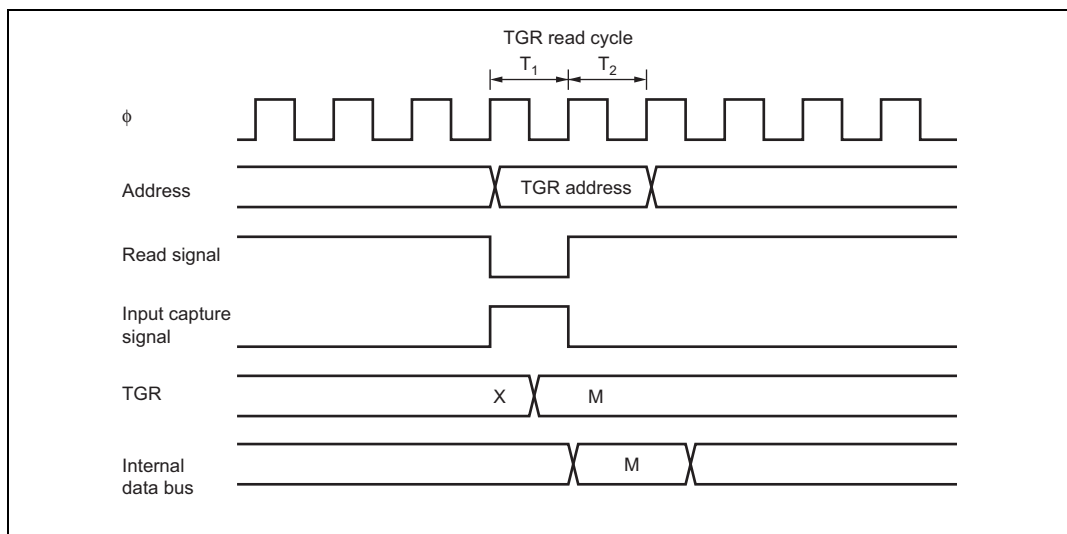 TGR read cycle
T1 T2
ϕ
Address
TGR address
Read signal
Input capture
signal
TGR
X M
Internal
data bus
M